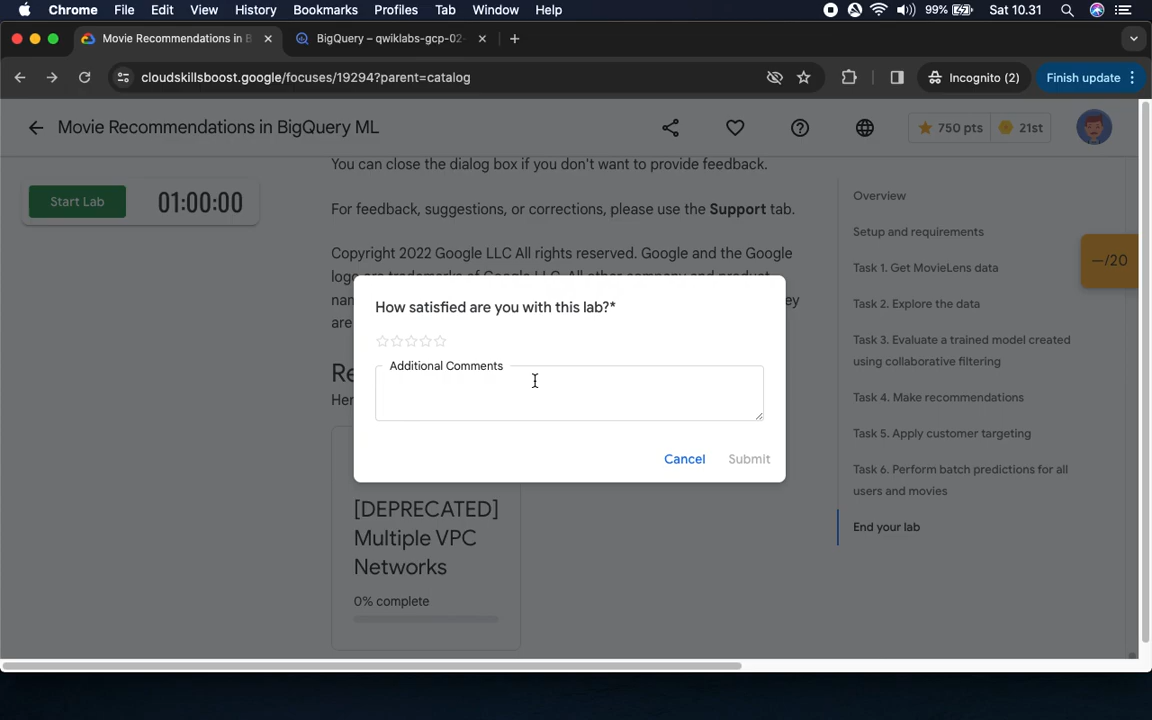 Chrome File Edit View History Bookmarks Profiles Tab Window Help 99% Sat 10.31
Movie Recommendations in B
BigQuery – qwiklabs-gcp-02-
cloudskillsboost.google/focuses/19294?parent=catalog
Incognito (2)
Finish update
Movie Recommendations in BigQuery ML
750 pts
21st
Start Lab
01:00:00
You can close the dialog box if you don't want to provide feedback.
For feedback, suggestions, or corrections, please use the Support tab.
Copyright 2022 Google LLC All rights reserved. Google and the Google
How satisfied are you with this lab?*
Additional Comments
Cancel
Submit
[DEPRECATED]
Multiple VPC
Networks
0% complete
Overview
Setup and requirements
Task 1. Get MovieLens data
Task 2. Explore the data
Task 3. Evaluate a trained model created
using collaborative filtering
Task 4. Make recommendations
Task 5. Apply customer targeting
Task 6. Perform batch predictions for all
users and movies
End your lab
—/20